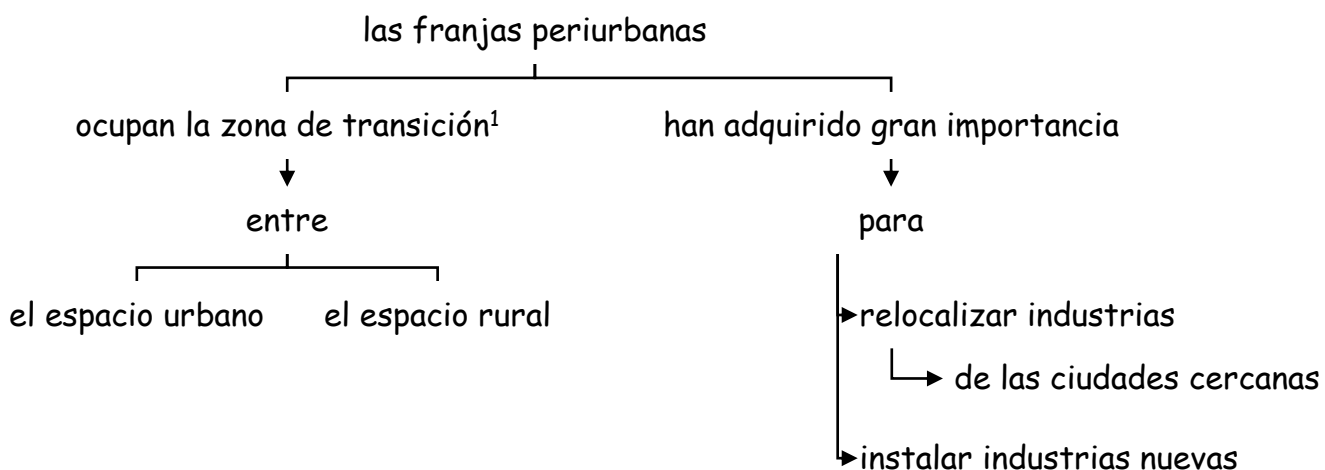 las franjas periurbanas
ocupan la zona de transición¹
han adquirido gran importancia
entre
para
el espacio urbano
el espacio rural
relocalizar industrias
de las ciudades cercanas
instalar industrias nuevas